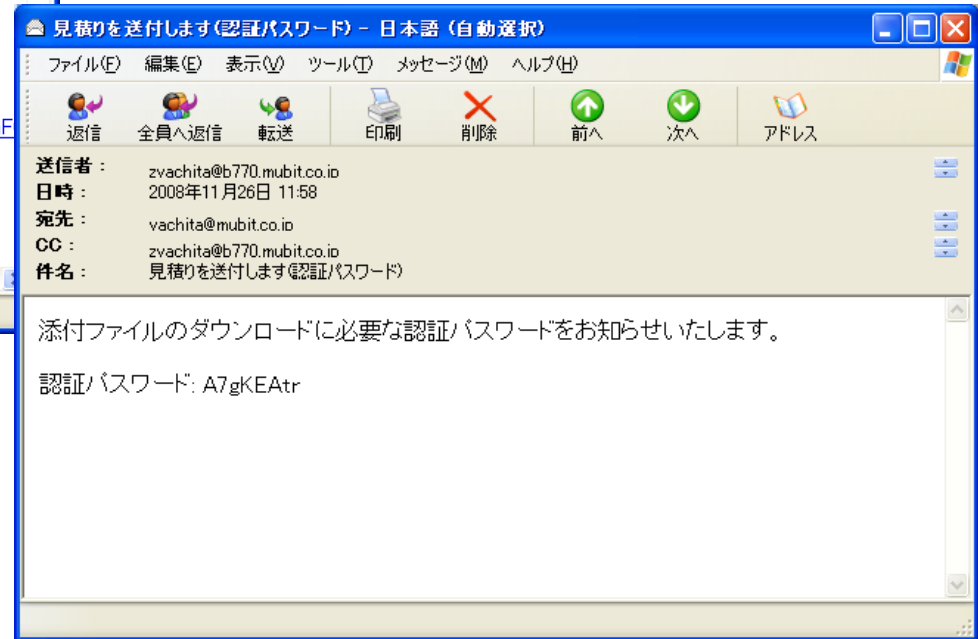 見積りを送付します(認証パスワード) - 日本語 (自動選択)
ファイル(F) 編集(E) 表示(V) ツール(T) メッセージ(M) ヘルプ(H)
返信 全員へ返信 転送 印刷 削除 前へ 次へ アドレス
F
送信者: zvachita@b770.mubit.co.jp
日時: 2008年11月26日 11:58
宛先: vachita@mubit.co.jp
CC: zvachita@b770.mubit.co.jp
件名: 見積りを送付します(認証パスワード)
添付ファイルのダウンロードに必要な認証パスワードをお知らせいたします。
認証パスワード: A7gKEAtr